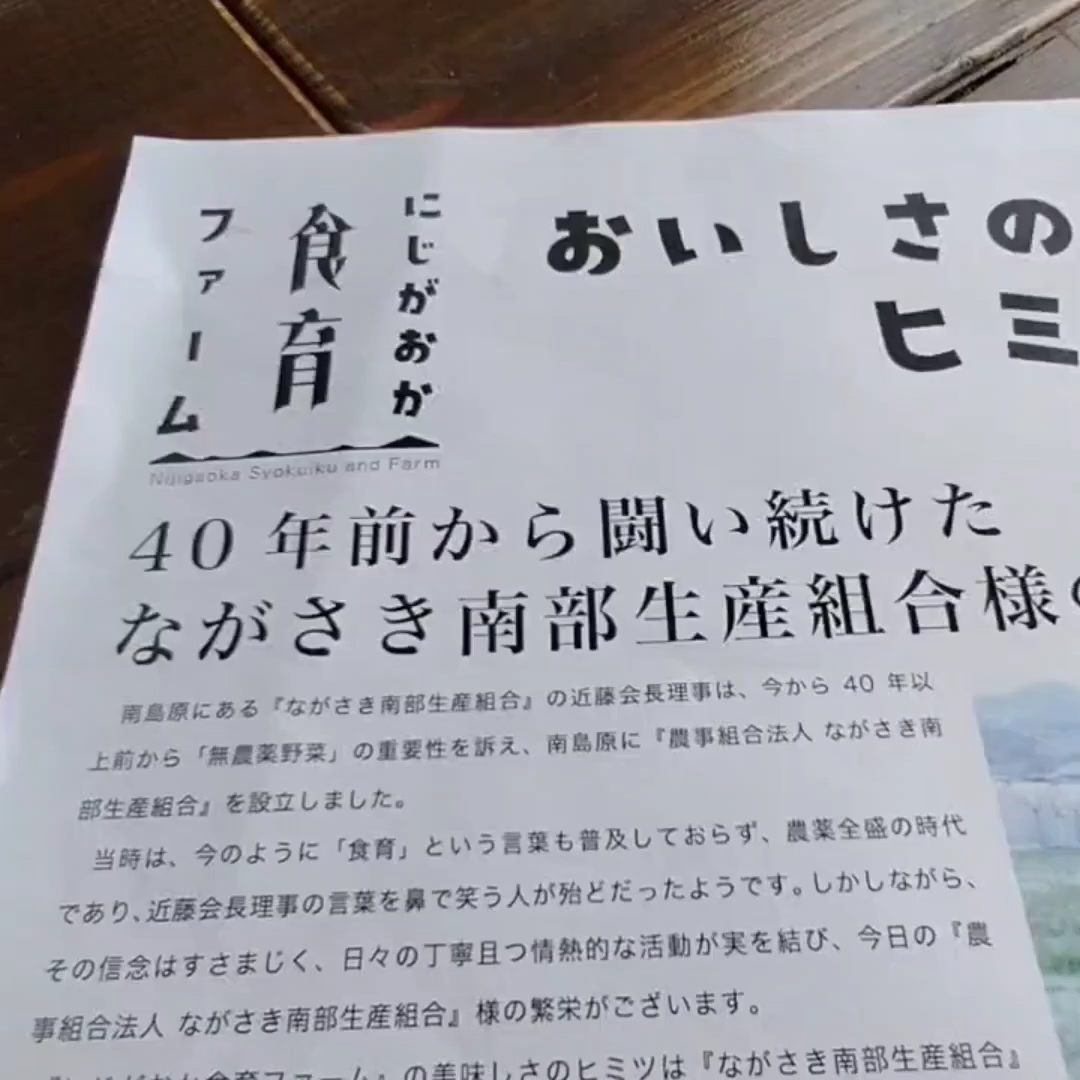 にじがおか
食育
ファーム
Nijigaoka Syokuiku and Farm
おいしさの
ヒミ
40年前から闘い続けた
ながさき南部生産組合様
南島原にある『ながさき南部生産組合』の近藤会長理事は、今から 40 年以
上前から「無農薬野菜」の重要性を訴え、南島原に『農事組合法人 ながさき南
部生産組合』を設立しました。
当時は、今のように「食育」という言葉も普及しておらず、農薬全盛の時代
であり、近藤会長理事の言葉を鼻で笑う人が殆どだったようです。しかしながら、
その信念はすさまじく、日々の丁寧且つ情熱的な活動が実を結び、今日の『農
事組合法人 ながさき南部生産組合』様の繁栄がございます。
食育ファーム』の美味しさのヒミツは『ながさき南部生産組合』